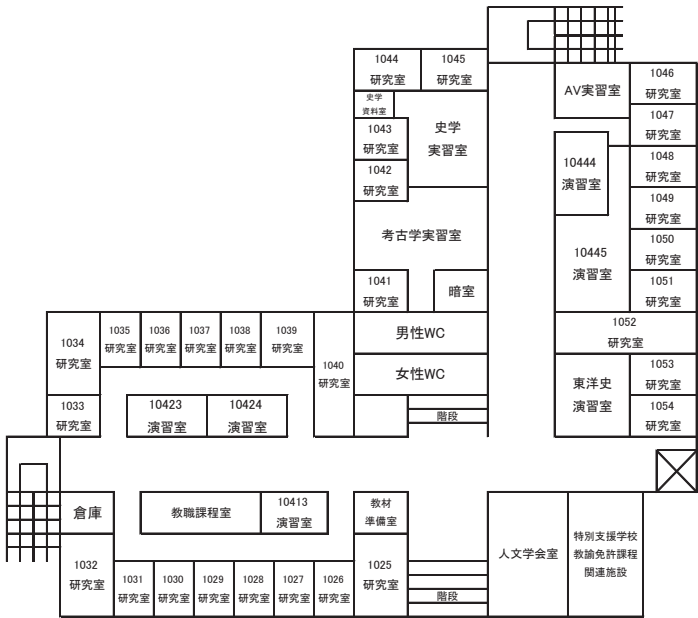 1044
研究室
1045
研究室
史学
資料室
1043
研究室
史学
実習室
1042
研究室
考古学実習室
1041
研究室
暗室
男性WC
女性WC
階段
AV実習室
1046
研究室
1047
研究室
10444
演習室
1048
研究室
1049
研究室
10445
演習室
1050
研究室
1051
研究室
1052
研究室
東洋史
演習室
1053
研究室
1054
研究室
1034
研究室
1035
研究室
1036
研究室
1037
研究室
1038
研究室
1039
研究室
1040
研究室
1033
研究室
10423
演習室
10424
演習室
倉庫
教職課程室
10413
演習室
教材
準備室
1032
研究室
1031
研究室
1030
研究室
1029
研究室
1028
研究室
1027
研究室
1026
研究室
1025
研究室
階段
人文学会室
特別支援学校
教諭免許課程
関連施設